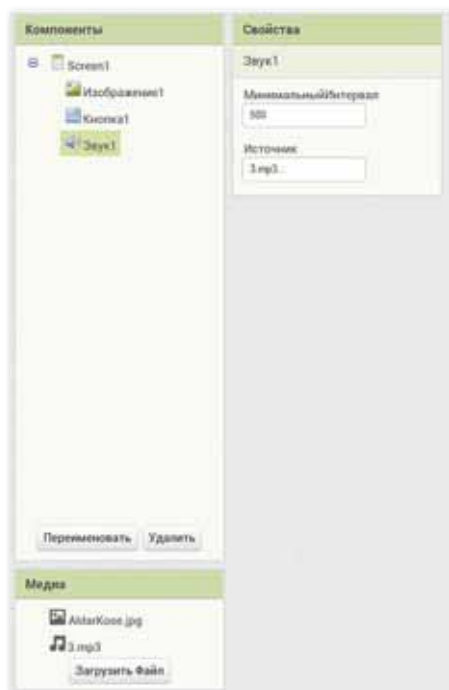 Компоненты
Screen1
Изображение1
Кнопка1
Звук1
Переименовать Удалить
Медиа
AldarKose.jpg
3.mp3
Загрузить Файл
Свойства
Звук1
МинимальныйИнтервал
500
Источник
3.mp3...